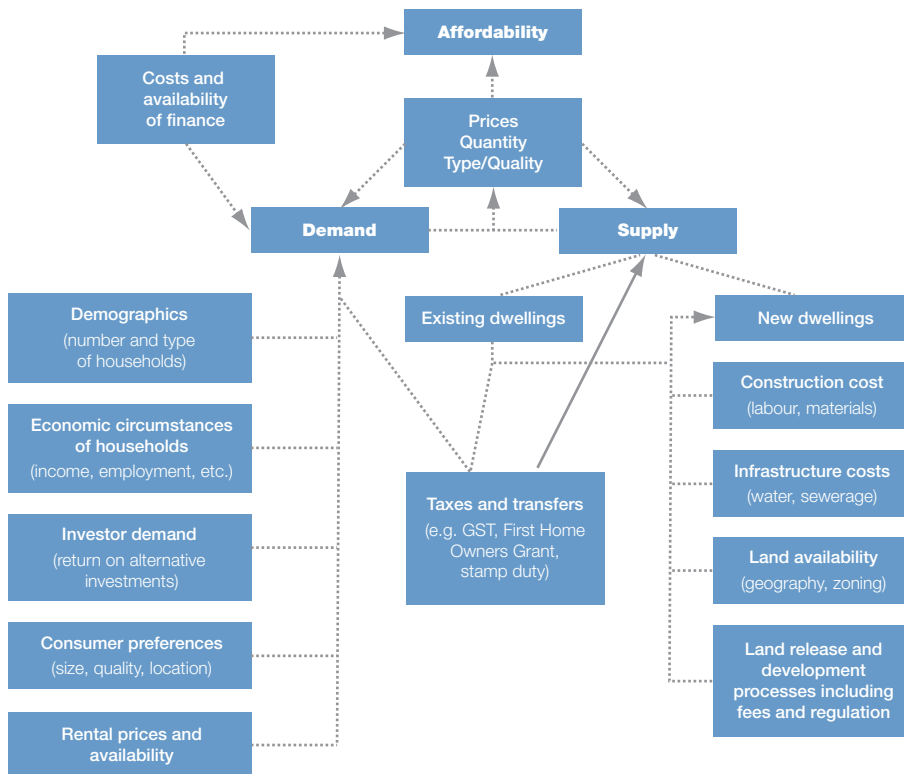 Affordability
Costs and
availability
of finance
Prices
Quantity
Type/Quality
Demand
Supply
Demographics
(number and type
of households)
Existing dwellings
New dwellings
Economic circumstances
of households
(income, employment, etc.)
Construction cost
(labour, materials)
Investor demand
(return on alternative
investments)
Taxes and transfers
(e.g. GST, First Home
Owners Grant,
stamp duty)
Infrastructure costs
(water, sewerage)
Land availability
(geography, zoning)
Consumer preferences
(size, quality, location)
Land release and
development
processes including
fees and regulation
Rental prices and
availability